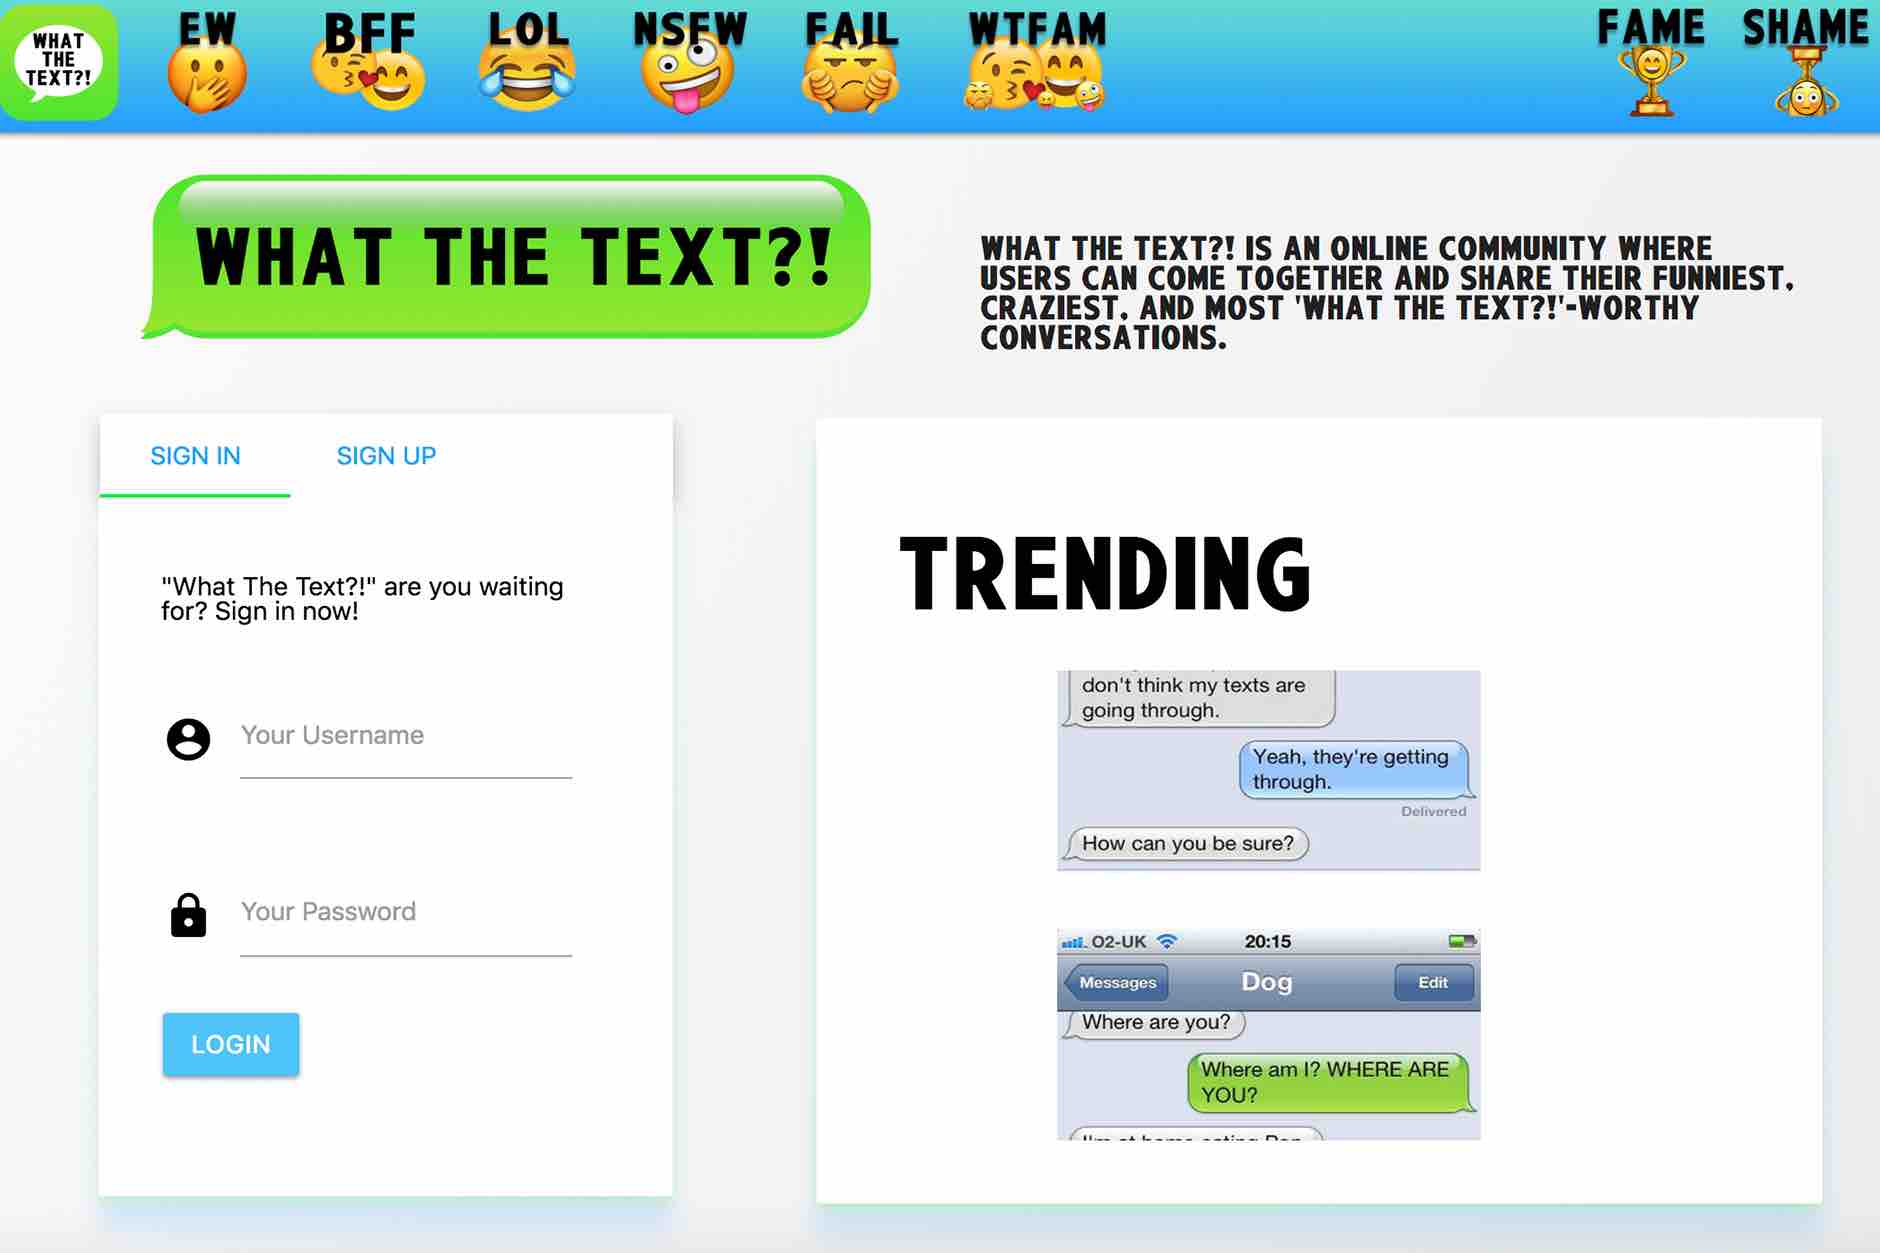 WHAT
THE
TEXT?!
EW
BFF
LOL
NSFW
FAIL
WTFAM
FAME
SHAME
WHAT THE TEXT?!
WHAT THE TEXT?! IS AN ONLINE COMMUNITY WHERE
USERS CAN COME TOGETHER AND SHARE THEIR FUNNIEST,
CRAZIEST, AND MOST 'WHAT THE TEXT?!'-WORTHY
CONVERSATIONS.
SIGN IN
SIGN UP
"What The Text?!" are you waiting
for? Sign in now!
Your Username
Your Password
LOGIN
TRENDING
don't think my texts are
going through.
Yeah, they're getting
through.
Delivered
How can you be sure?
O2-UK
20:15
Messages
Dog
Edit
Where are you?
Where am I? WHERE ARE
YOU?
I'm at home eating